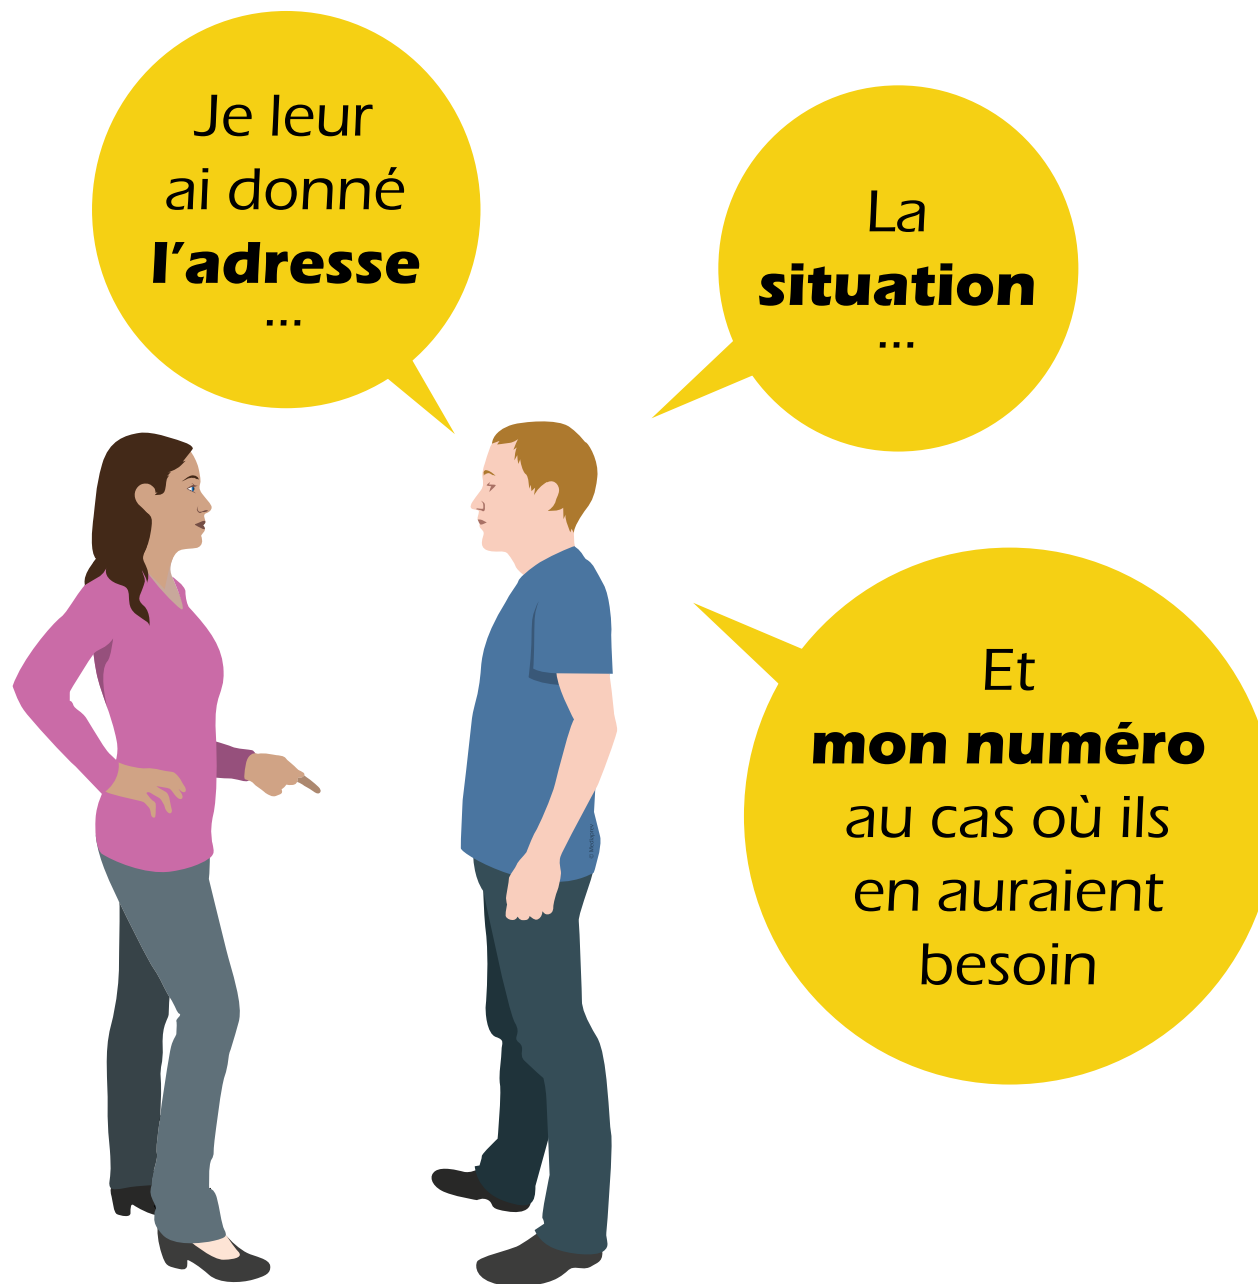 Je leur
ai donné
l'adresse
...
La
situation
...
Et
mon numéro
au cas où ils
en auraient
besoin